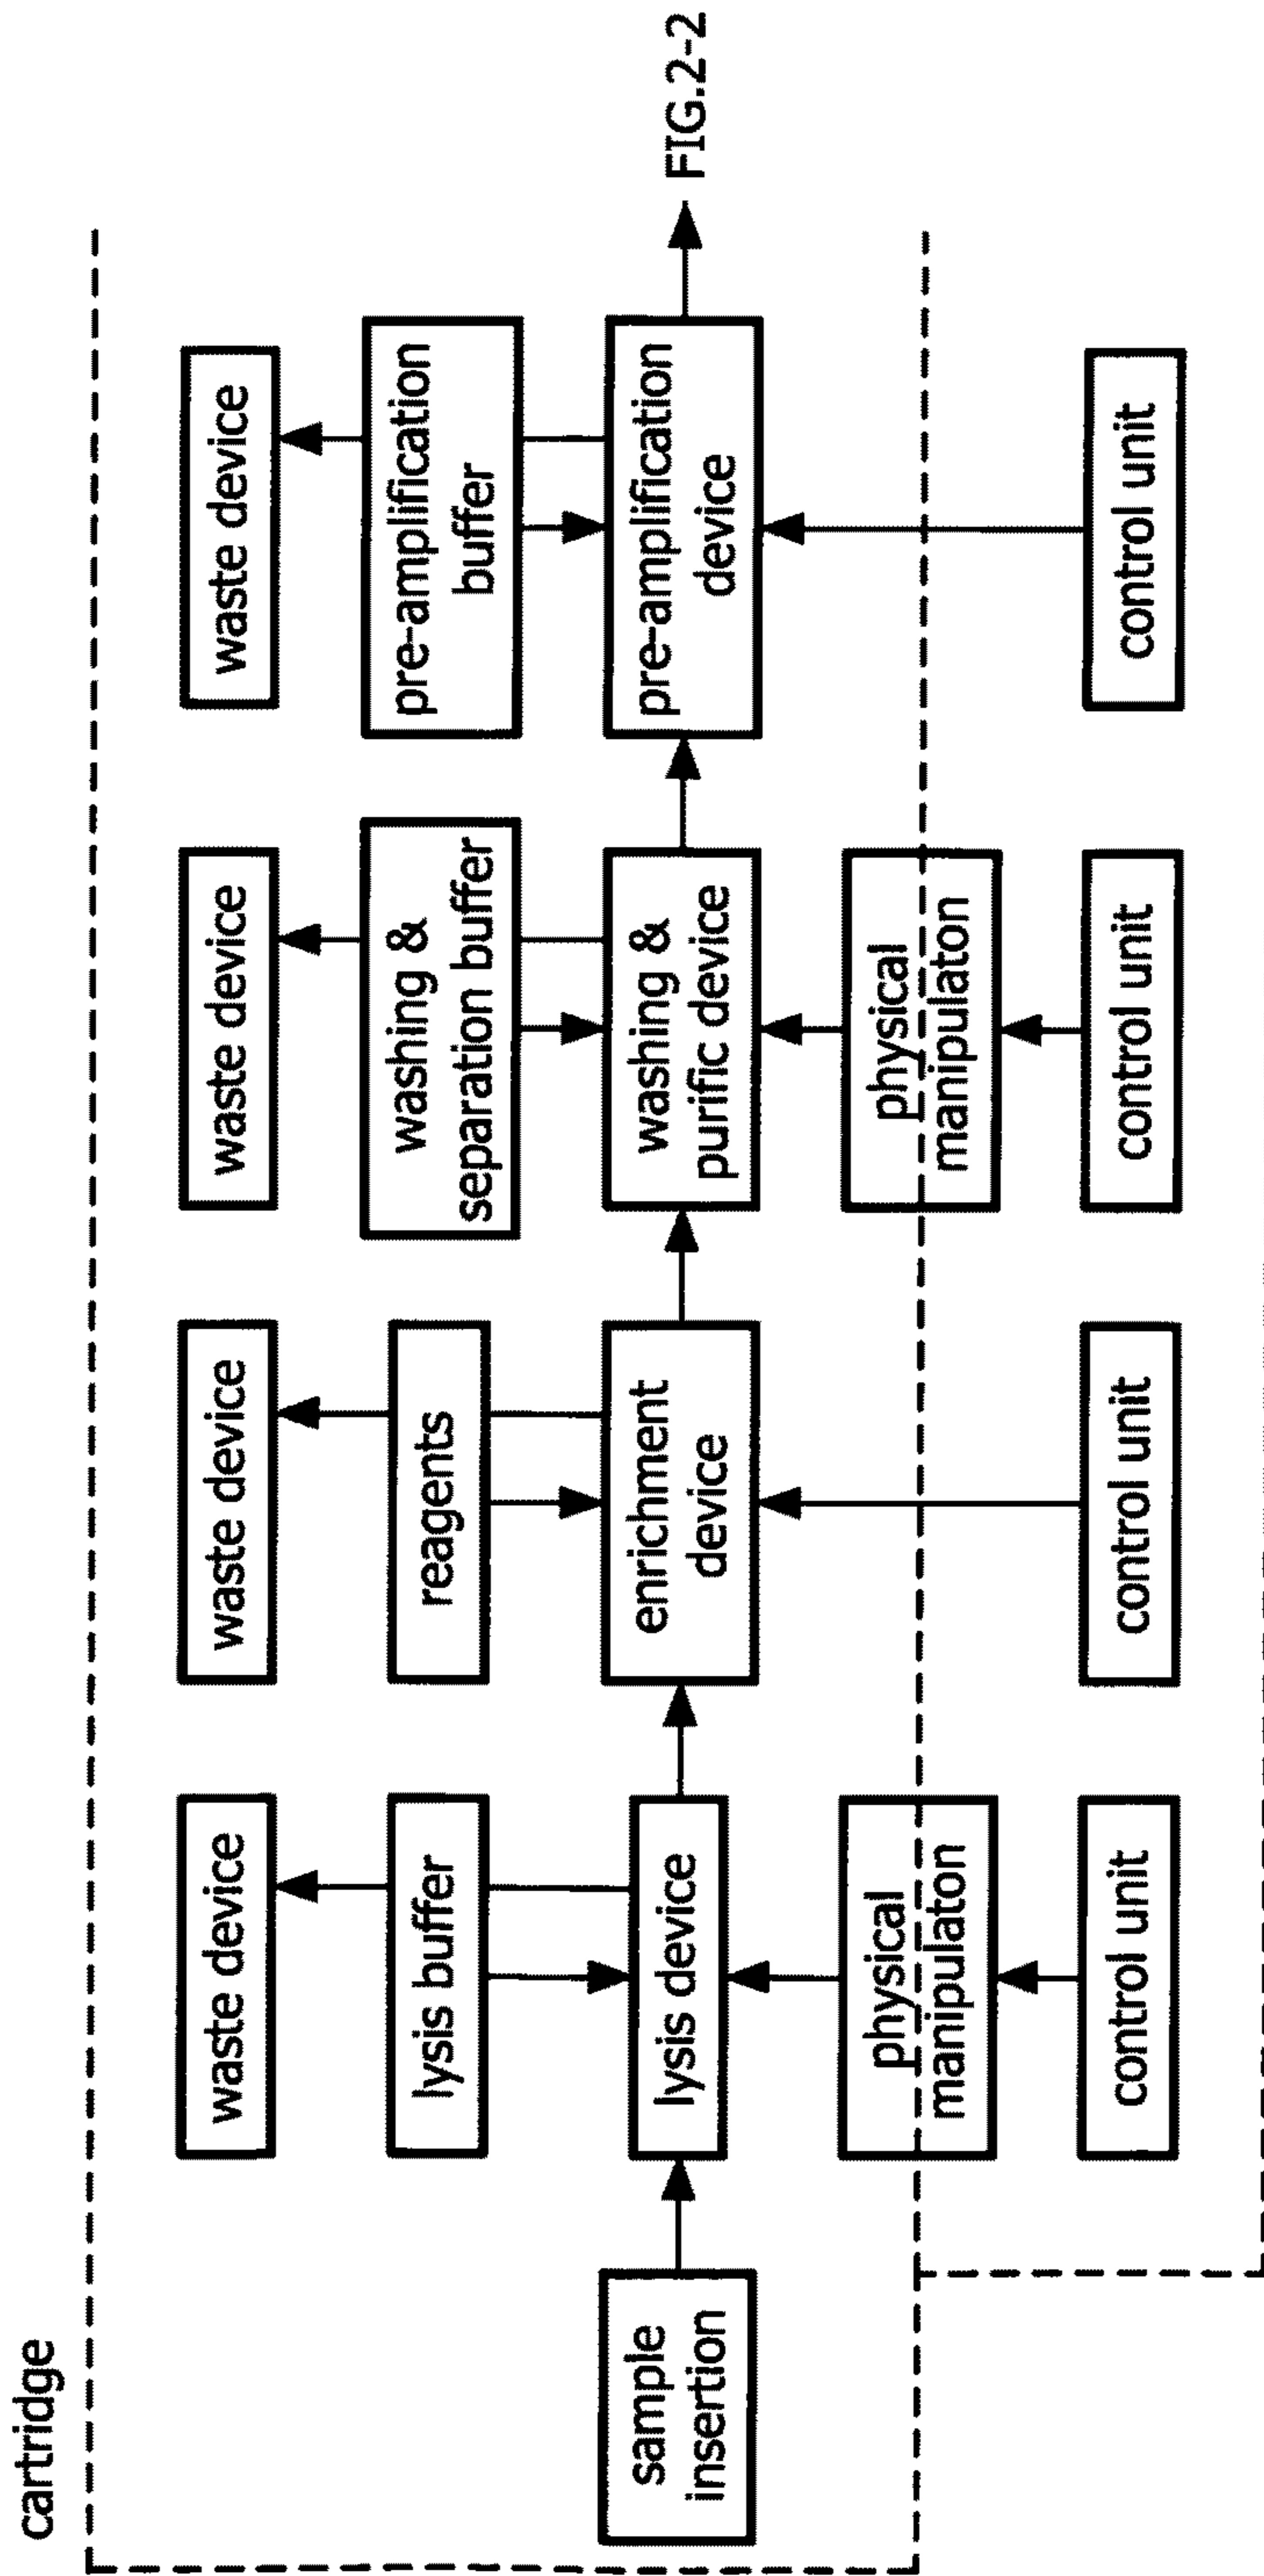 cartridge
waste device
waste device
waste device
waste device
lysis buffer
reagents
washing &
separation buffer
pre-amplification
buffer
sample
insertion
lysis device
enrichment
device
washing &
purific device
pre-amplification
device
FIG.2-2
physical
manipulaton
physical
manipulaton
control unit
control unit
control unit
control unit